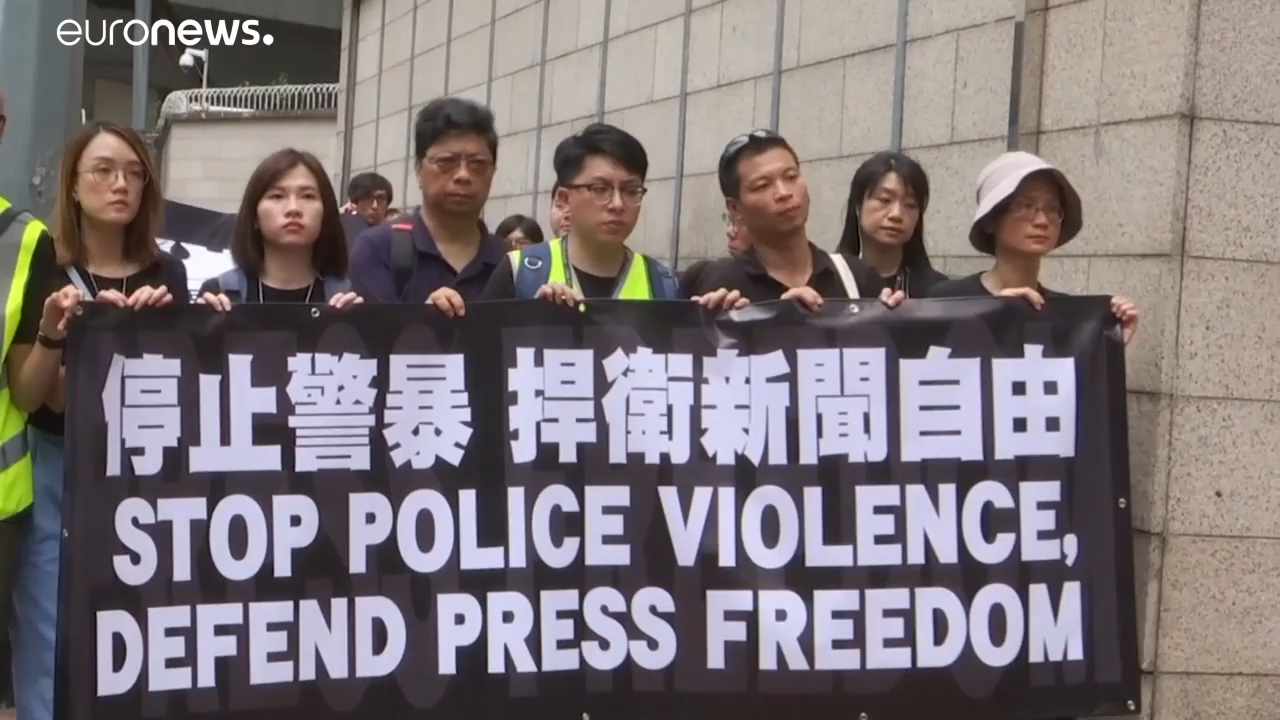 euronews.
停止警暴 捍衛新聞自由
STOP POLICE VIOLENCE,
DEFEND PRESS FREEDOM